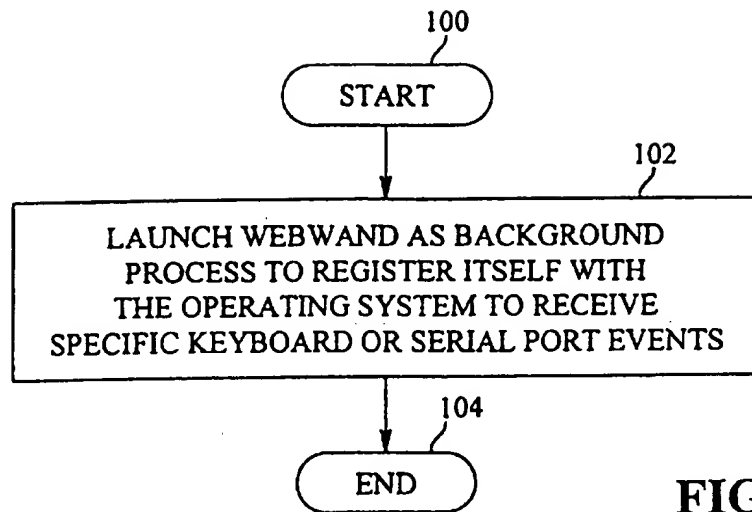 100
START
102
LAUNCH WEBWAND AS BACKGROUND
PROCESS TO REGISTER ITSELF WITH
THE OPERATING SYSTEM TO RECEIVE
SPECIFIC KEYBOARD OR SERIAL PORT EVENTS
104
END
FIG